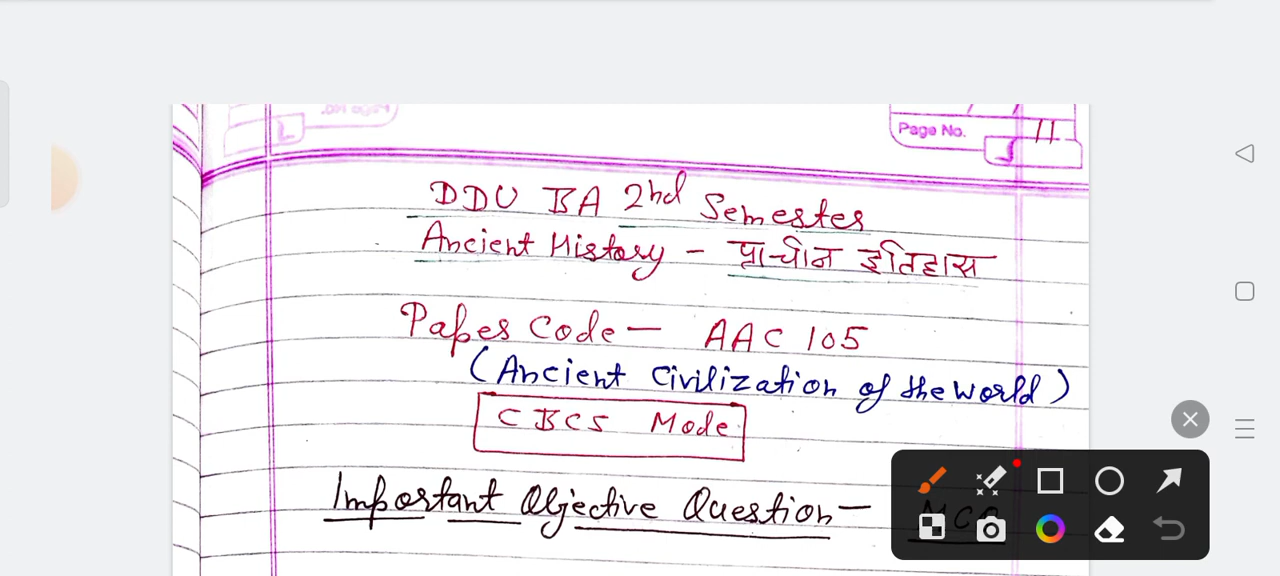 Page No.
11
DDU BA 2nd Semester
Ancient History - प्राचीन इतिहास
Paper Code - AAC 105
(Ancient Civilization of the World)
CBCS Mode
Important Objective Question - MCQ